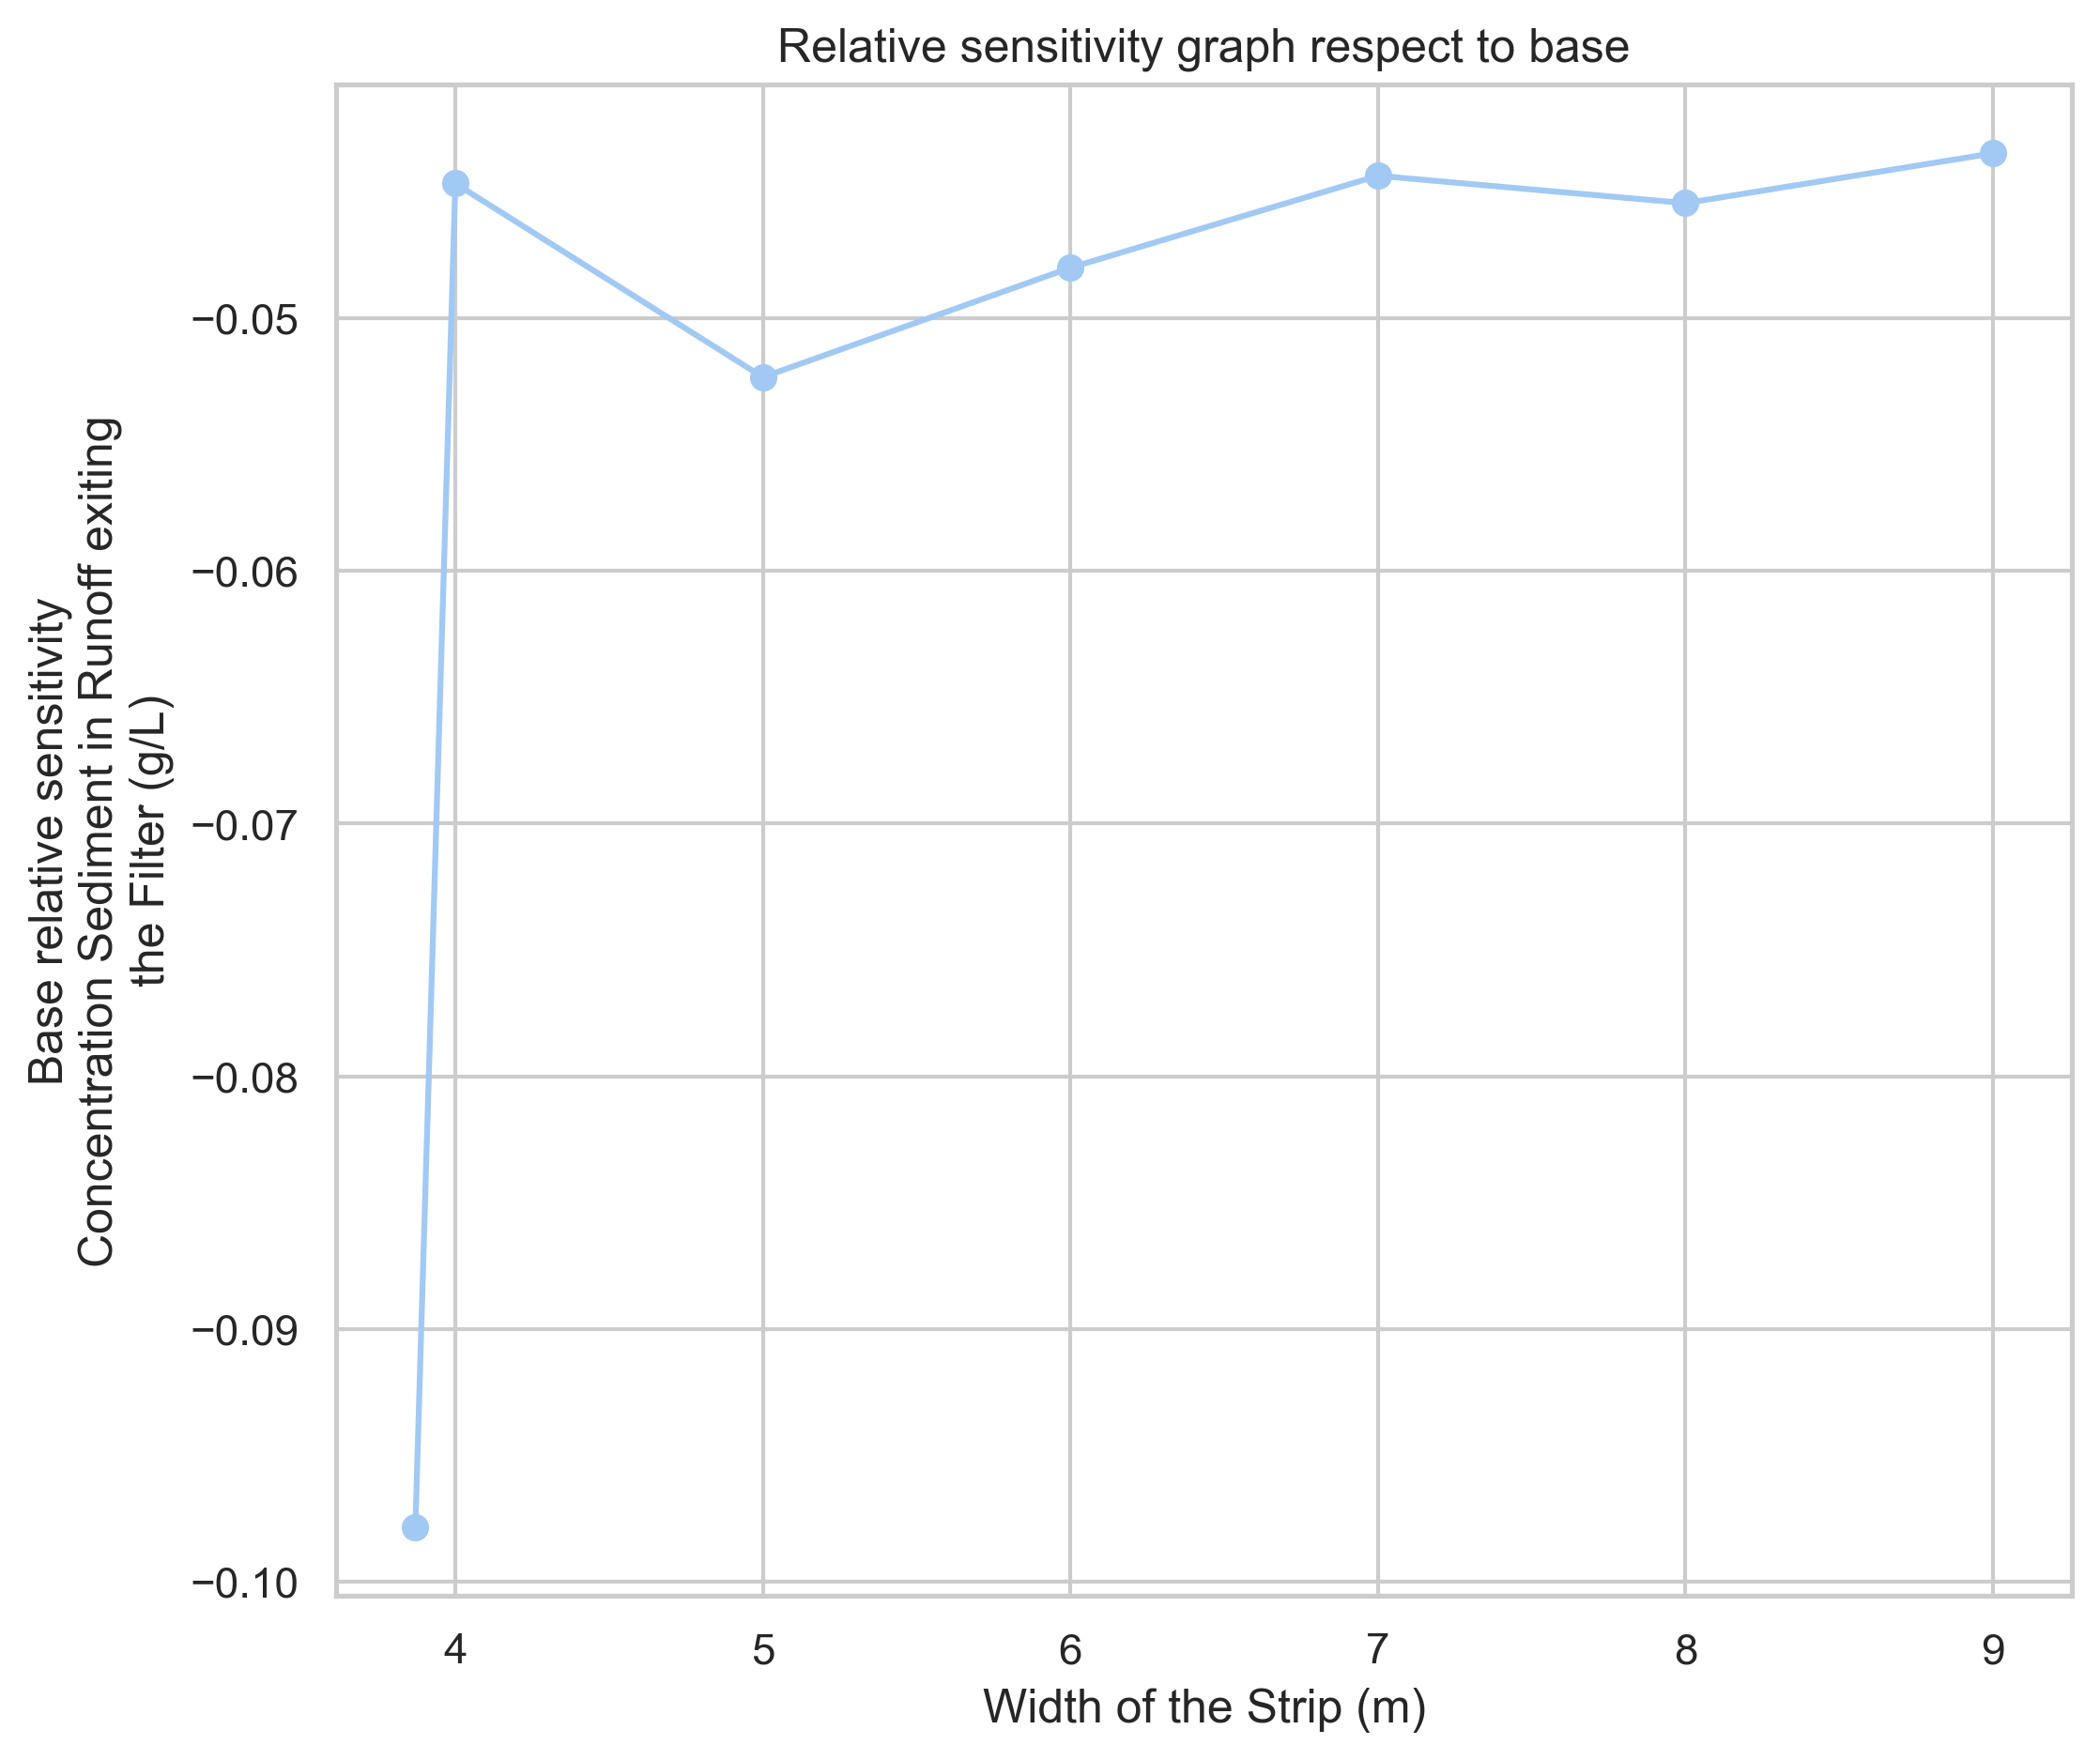 Relative sensitivity graph respect to base
Base relative sensitivity
Concentration Sediment in Runoff exiting
the Filter (g/L)
−0.05
−0.06
−0.07
−0.08
−0.09
−0.10
4 5 6 7 8 9
Width of the Strip (m)